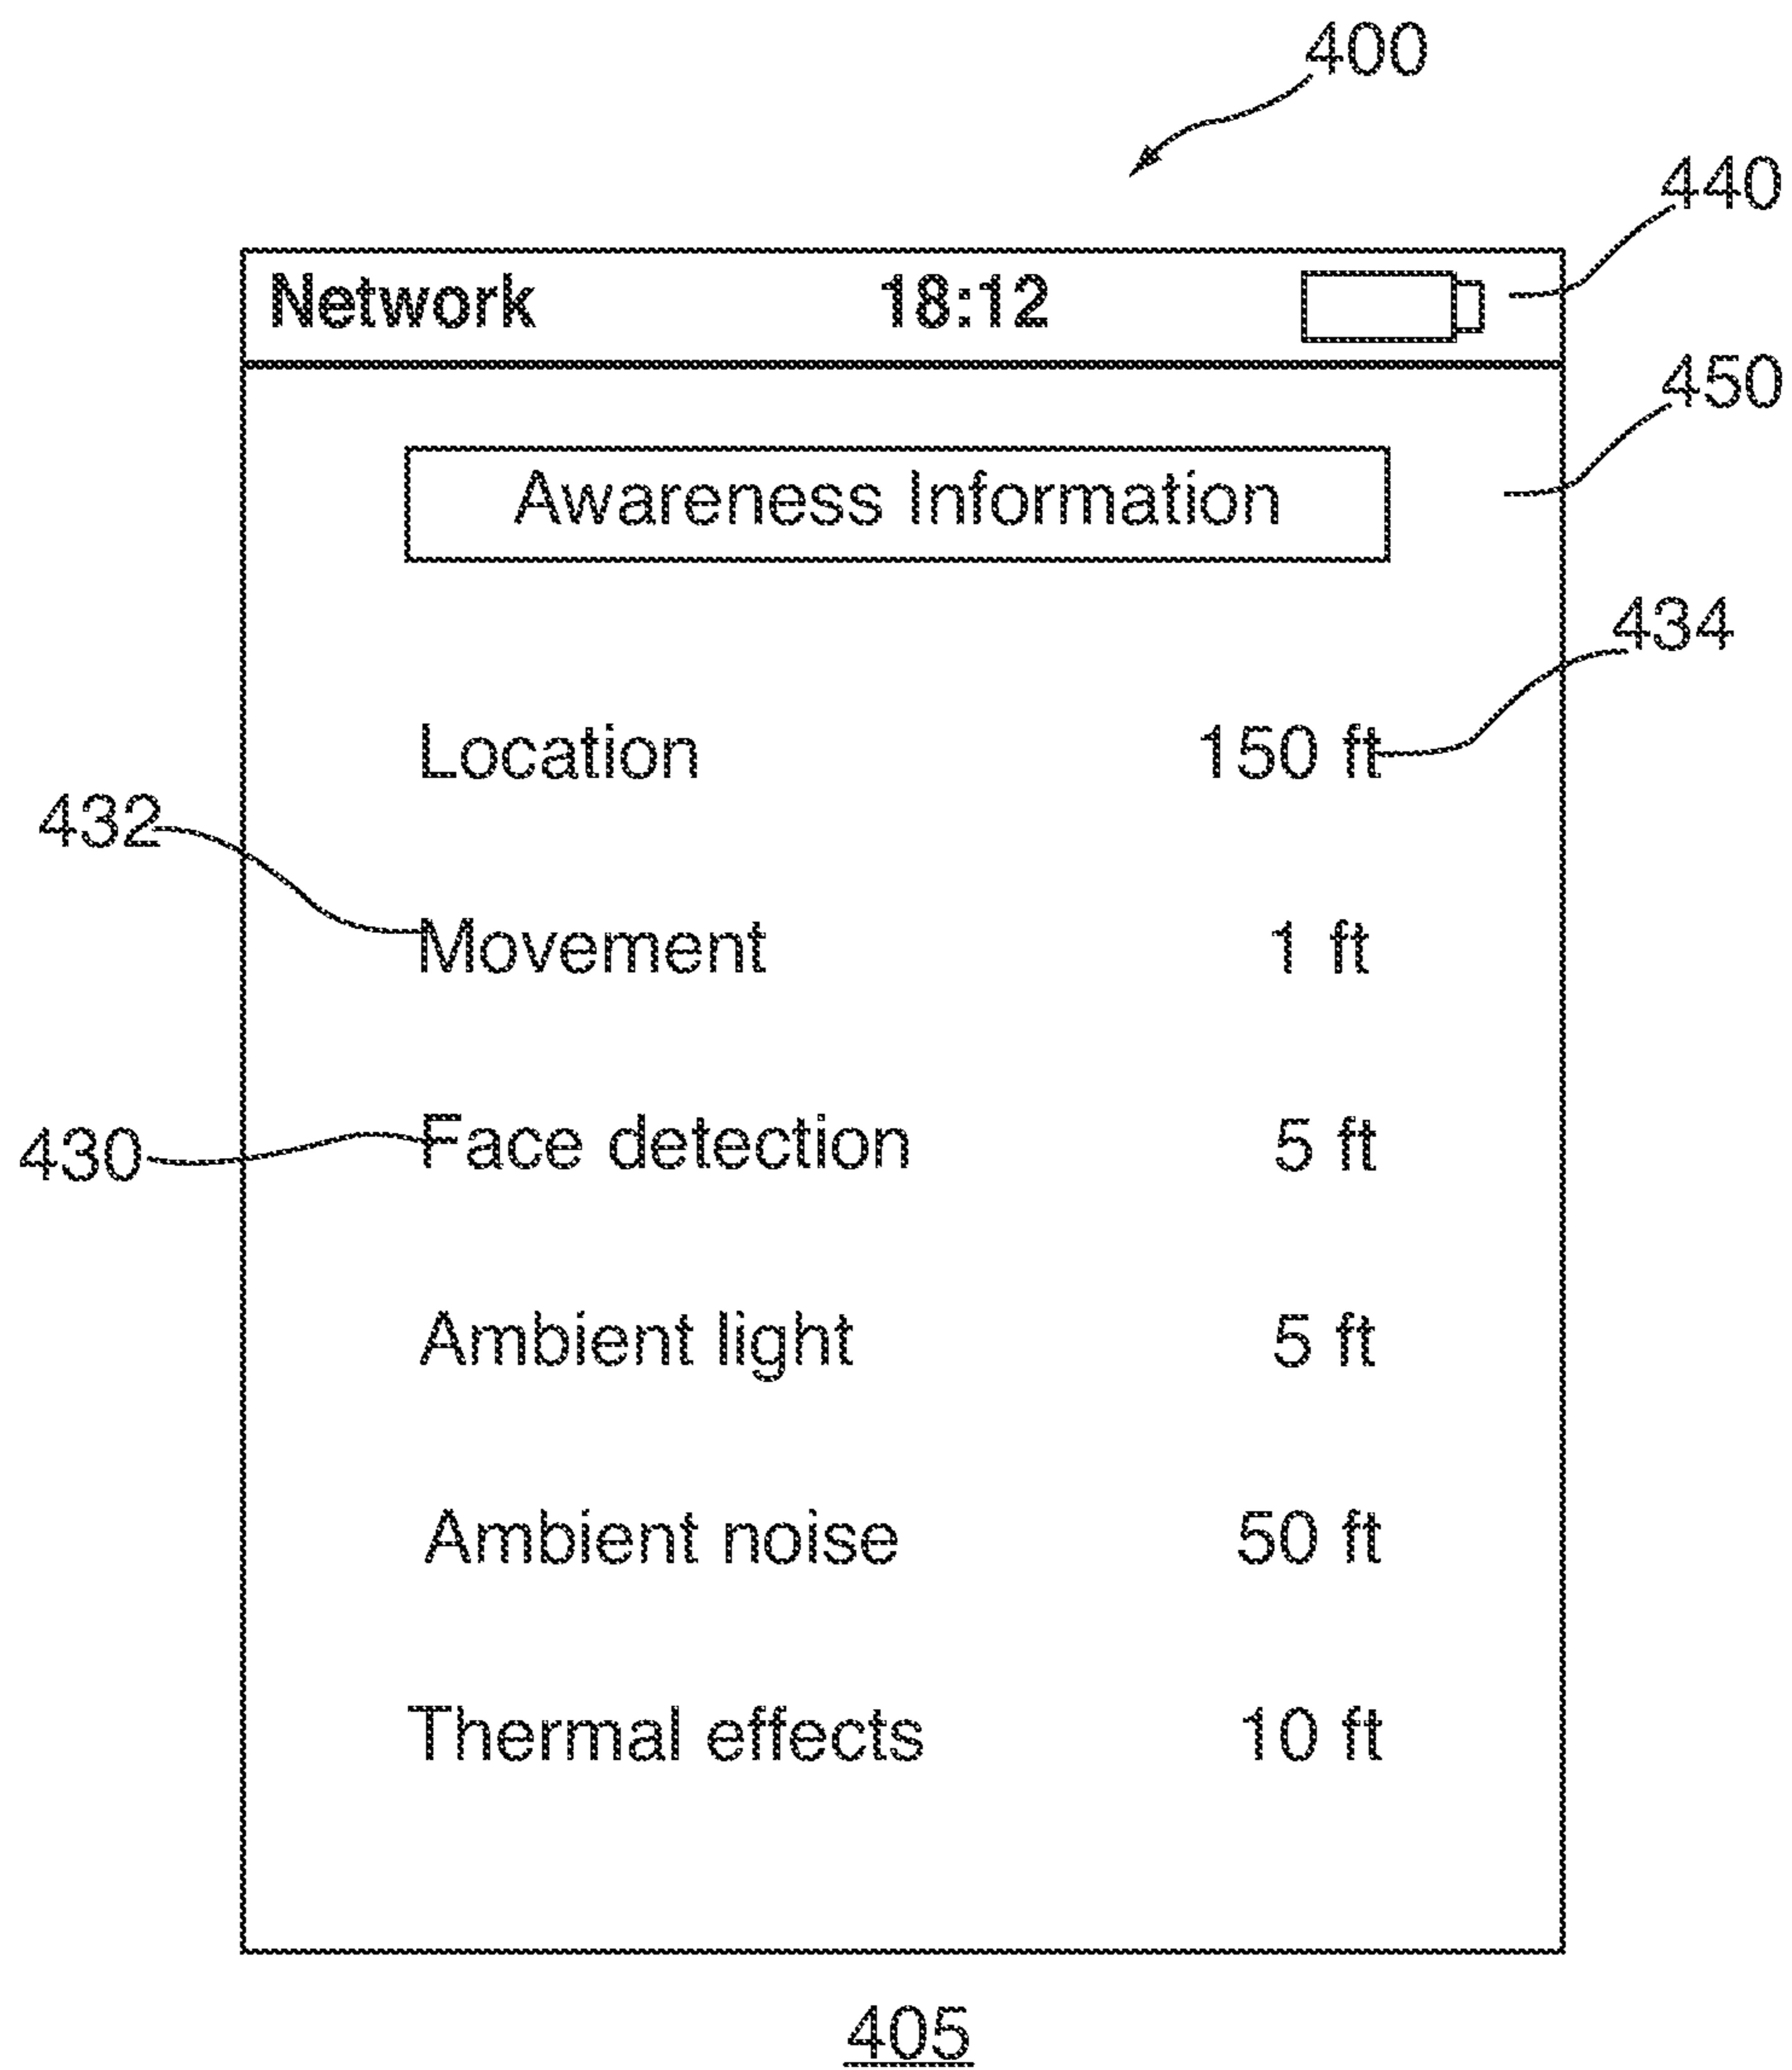 400
440
Network 18:12
450
Awareness Information
434
Location 150 ft
432
Movement 1 ft
430
Face detection 5 ft
Ambient light 5 ft
Ambient noise 50 ft
Thermal effects 10 ft
405